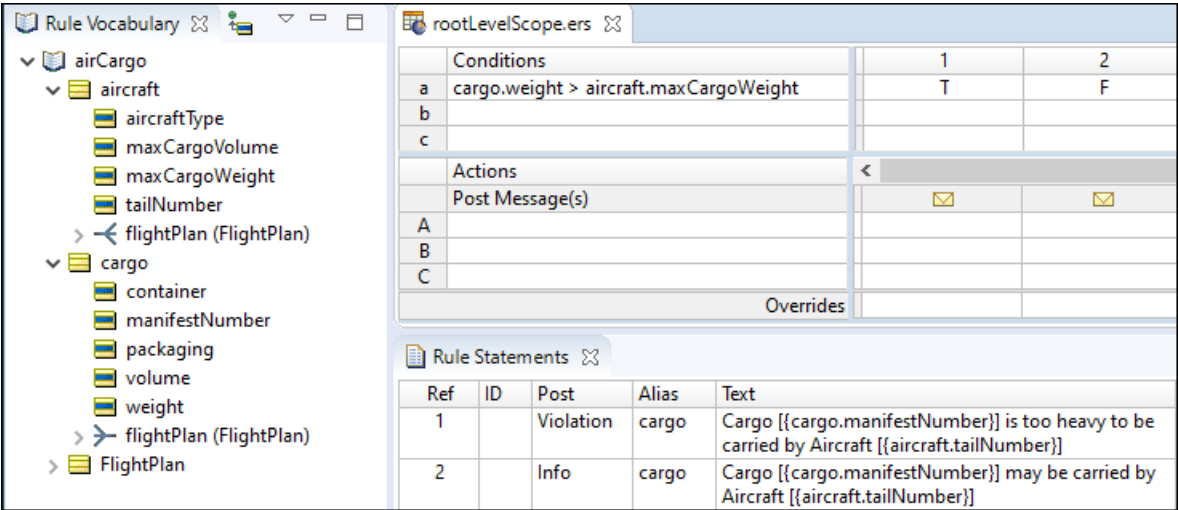 Rule Vocabulary
airCargo
aircraft
aircraftType
maxCargoVolume
maxCargoWeight
tailNumber
flightPlan (FlightPlan)
cargo
container
manifestNumber
packaging
volume
weight
flightPlan (FlightPlan)
FlightPlan
rootLevelScope.ers
Conditions 1 2
a cargo.weight > aircraft.maxCargoWeight T F
b
c
Actions
Post Message(s)
A
B
C
Overrides
Rule Statements
Ref ID Post Alias Text
1 Violation cargo Cargo [{cargo.manifestNumber}] is too heavy to be
carried by Aircraft [{aircraft.tailNumber}]
2 Info cargo Cargo [{cargo.manifestNumber}] may be carried by
Aircraft [{aircraft.tailNumber}]